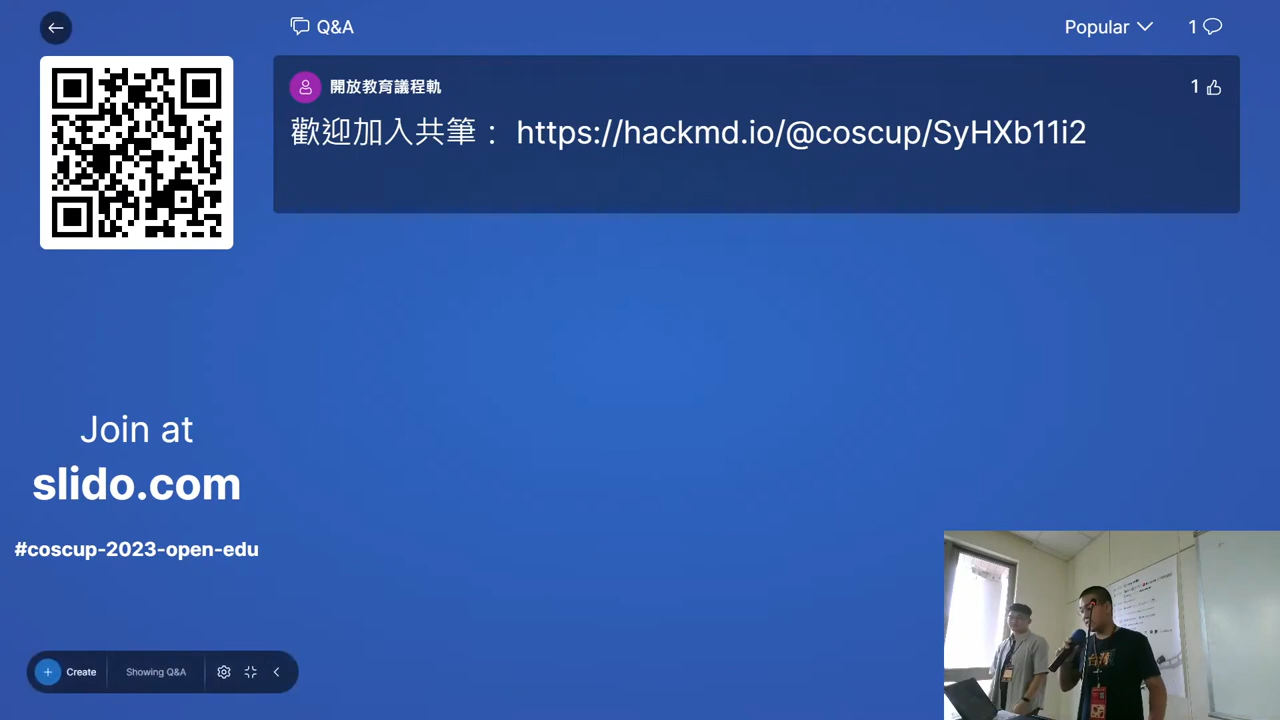 Q&A
Popular
1
開放教育議程軌
1
歡迎加入共筆： https://hackmd.io/@coscup/SyHXb11i2
Join at
slido.com
#coscup-2023-open-edu
+ Create
Showing Q&A